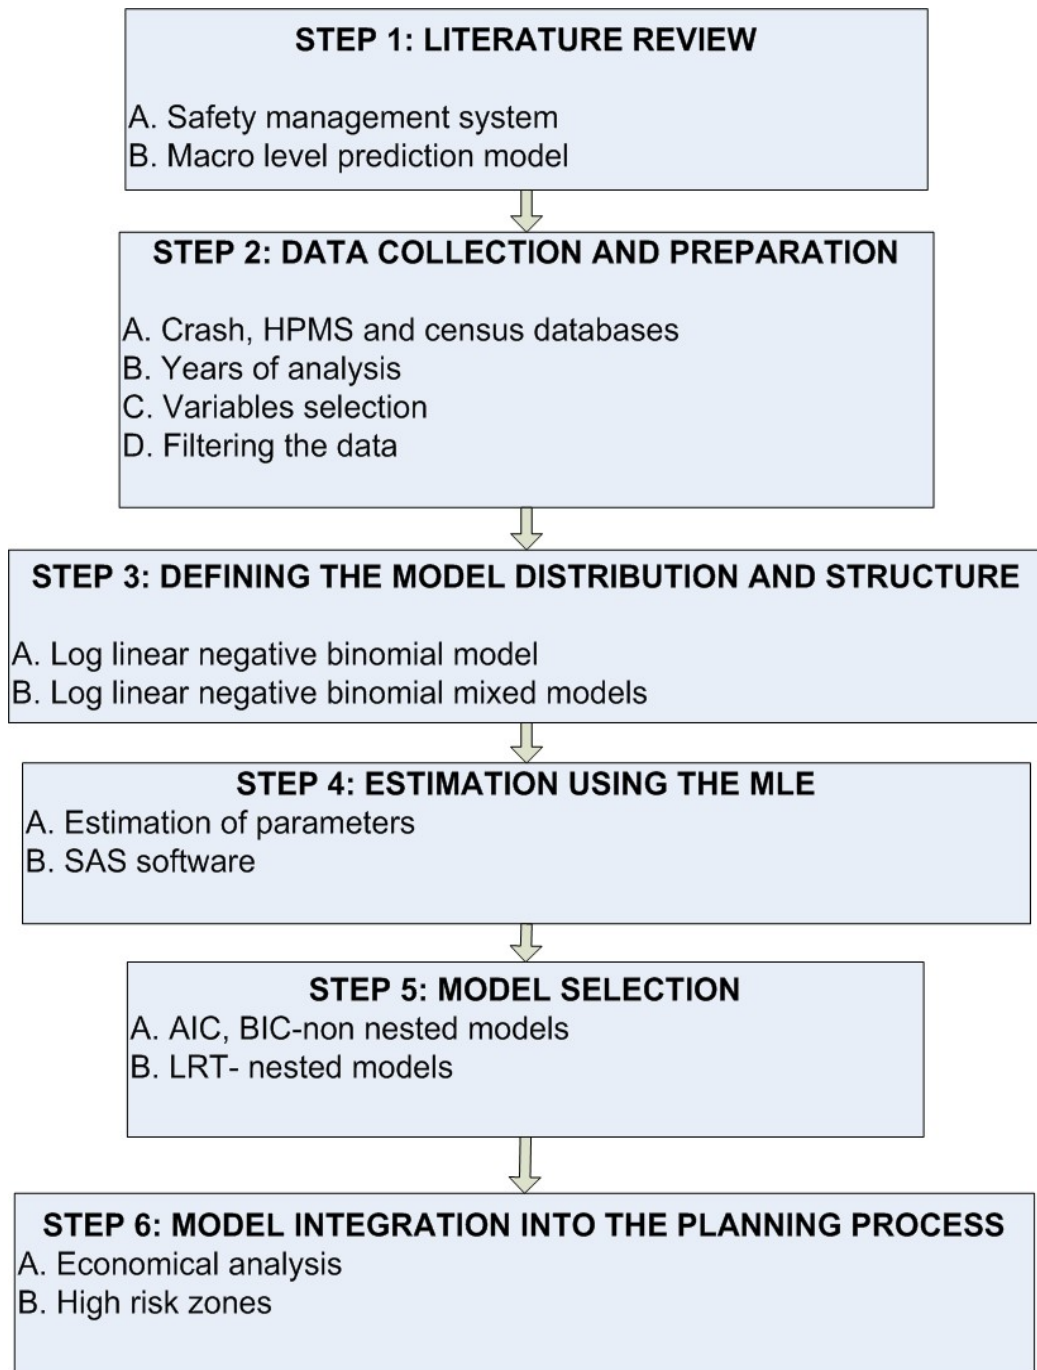 STEP 1: LITERATURE REVIEW
A. Safety management system
B. Macro level prediction model
STEP 2: DATA COLLECTION AND PREPARATION
A. Crash, HPMS and census databases
B. Years of analysis
C. Variables selection
D. Filtering the data
STEP 3: DEFINING THE MODEL DISTRIBUTION AND STRUCTURE
A. Log linear negative binomial model
B. Log linear negative binomial mixed models
STEP 4: ESTIMATION USING THE MLE
A. Estimation of parameters
B. SAS software
STEP 5: MODEL SELECTION
A. AIC, BIC-non nested models
B. LRT- nested models
STEP 6: MODEL INTEGRATION INTO THE PLANNING PROCESS
A. Economical analysis
B. High risk zones